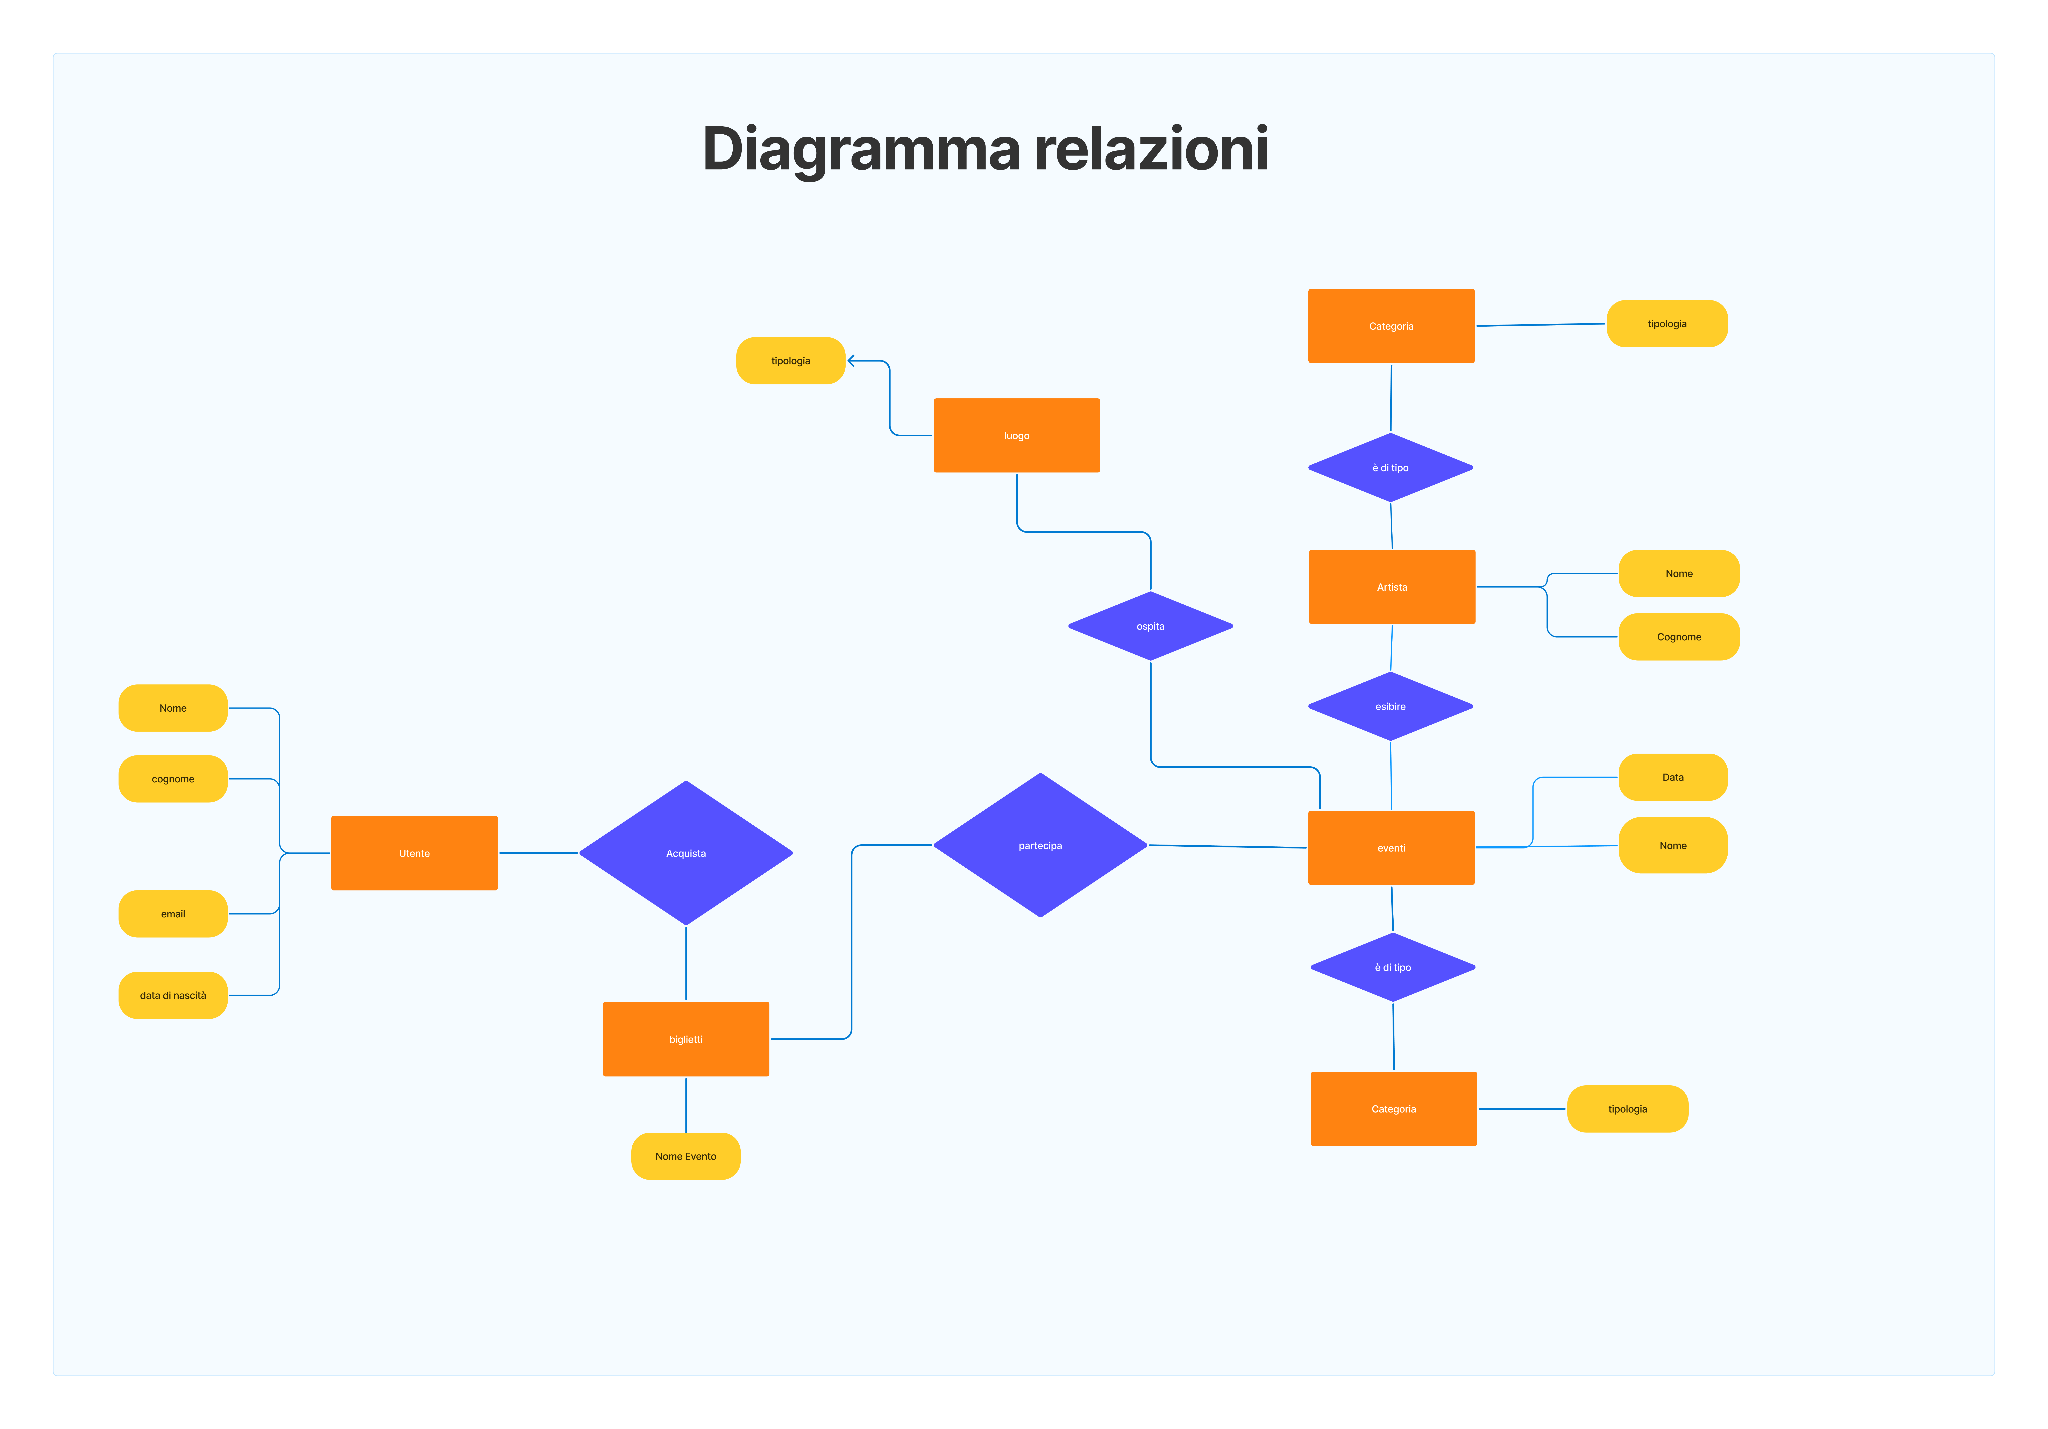 Diagramma relazioni
Categoria
tipologia
tipologia
luogo
è di tipo
Artista
Nome
Cognome
ospita
esibire
Nome
cognome
Data
Utente
Acquista
partecipa
eventi
Nome
email
è di tipo
data di nascità
biglietti
Categoria
tipologia
Nome Evento